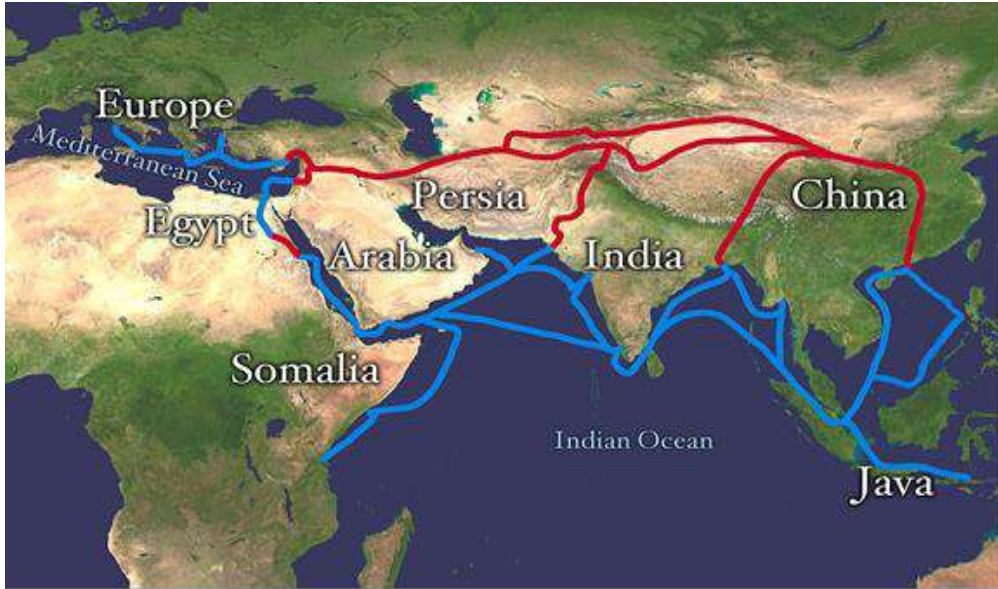 Europe
Mediterranean Sea
Egypt
Arabia
Persia
India
China
Somalia
Indian Ocean
Java